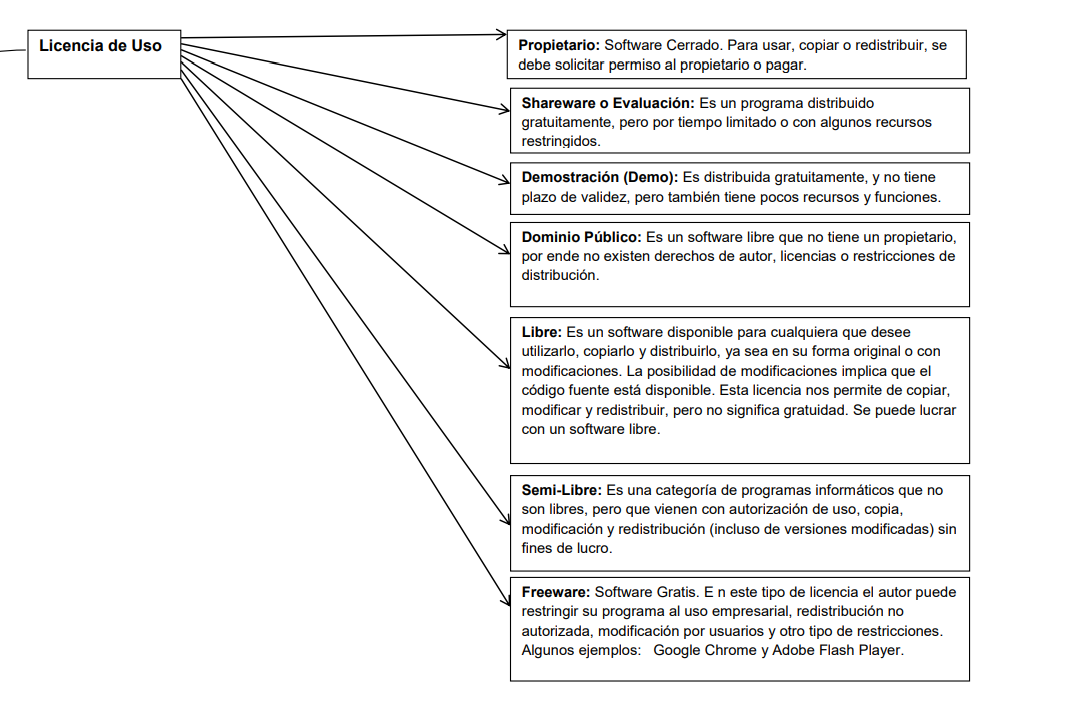 Licencia de Uso
Propietario: Software Cerrado. Para usar, copiar o redistribuir, se
debe solicitar permiso al propietario o pagar.
Shareware o Evaluación: Es un programa distribuido
gratuitamente, pero por tiempo limitado o con algunos recursos
restringidos.
Demostración (Demo): Es distribuida gratuitamente, y no tiene
plazo de validez, pero también tiene pocos recursos y funciones.
Dominio Público: Es un software libre que no tiene un propietario,
por ende no existen derechos de autor, licencias o restricciones de
distribución.
Libre: Es un software disponible para cualquiera que desee
utilizarlo, copiarlo y distribuirlo, ya sea en su forma original o con
modificaciones. La posibilidad de modificaciones implica que el
código fuente está disponible. Esta licencia nos permite de copiar,
modificar y redistribuir, pero no significa gratuidad. Se puede lucrar
con un software libre.
Semi-Libre: Es una categoría de programas informáticos que no
son libres, pero que vienen con autorización de uso, copia,
modificación y redistribución (incluso de versiones modificadas) sin
fines de lucro.
Freeware: Software Gratis. E n este tipo de licencia el autor puede
restringir su programa al uso empresarial, redistribución no
autorizada, modificación por usuarios y otro tipo de restricciones.
Algunos ejemplos:   Google Chrome y Adobe Flash Player.